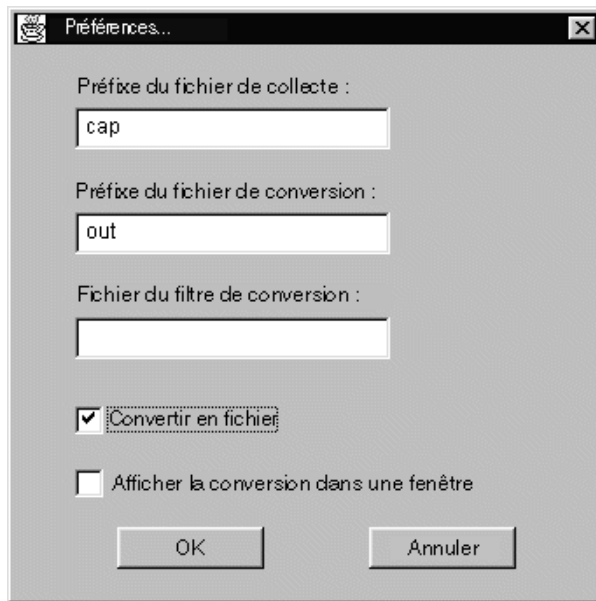 Préférences...
Préfixe du fichier de collecte :
cap
Préfixe du fichier de conversion :
out
Fichier du filtre de conversion :
Convertir en fichier
Afficher la conversion dans une fenêtre
OK Annuler